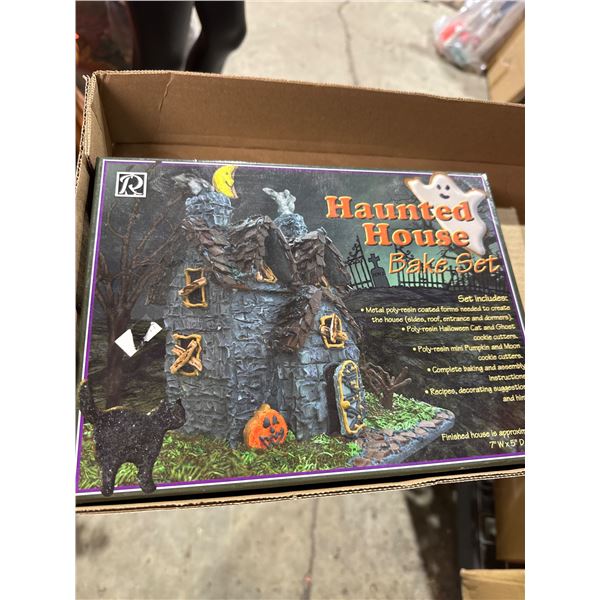 R
Haunted
House
Bake Set
Set includes:
• Metal poly-resin coated forms needed to create
the house (sides, roof, entrance and dormers).
• Poly-resin Halloween Cat and Ghost
cookie cutters.
• Poly-resin mini Pumpkin and Moon
cookie cutters.
• Complete baking and assembly
instructions
• Recipes, decorating suggestion
and hin
Finished house is approxim
7" W x 5" D